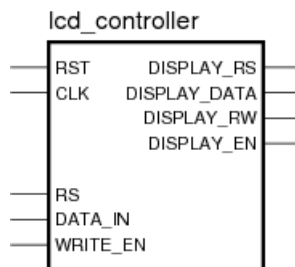 lcd_controller
RST DISPLAY_RS
CLK DISPLAY_DATA
DISPLAY_RW
DISPLAY_EN
RS
DATA_IN
WRITE_EN